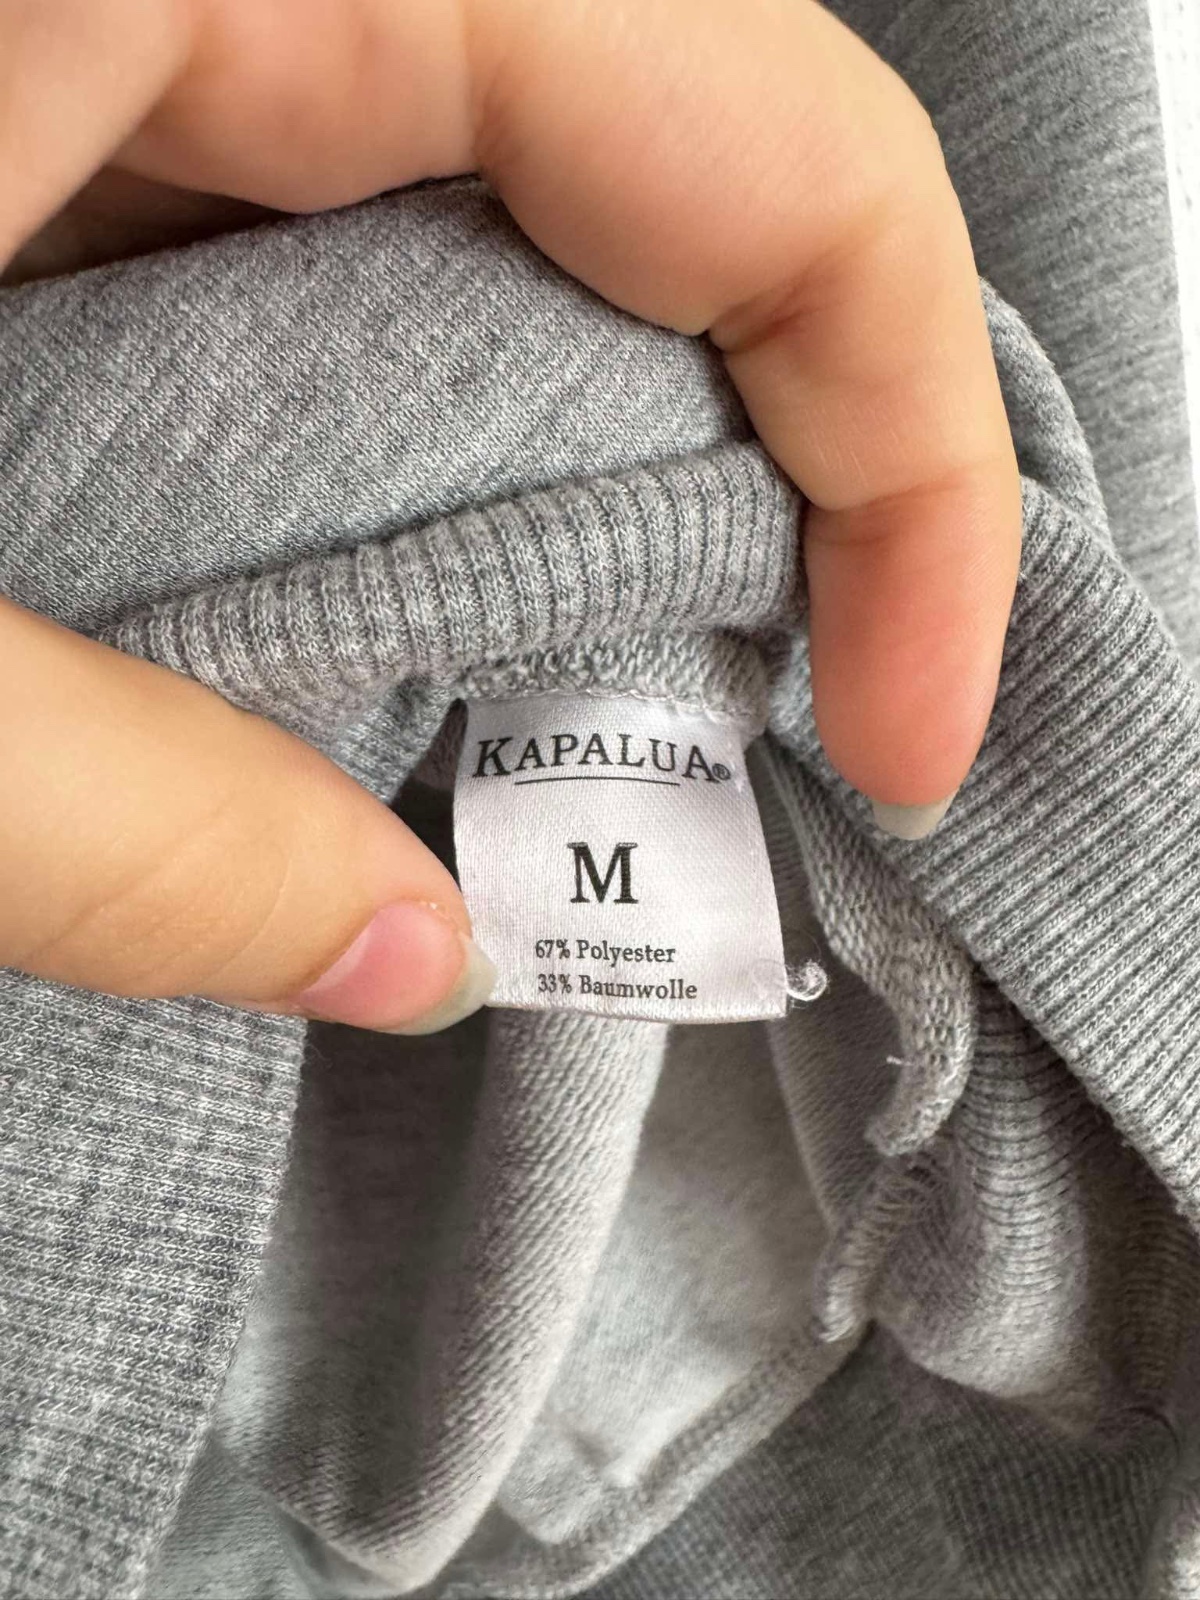 KAPALUA®
M
67% Polyester
33% Baumwolle